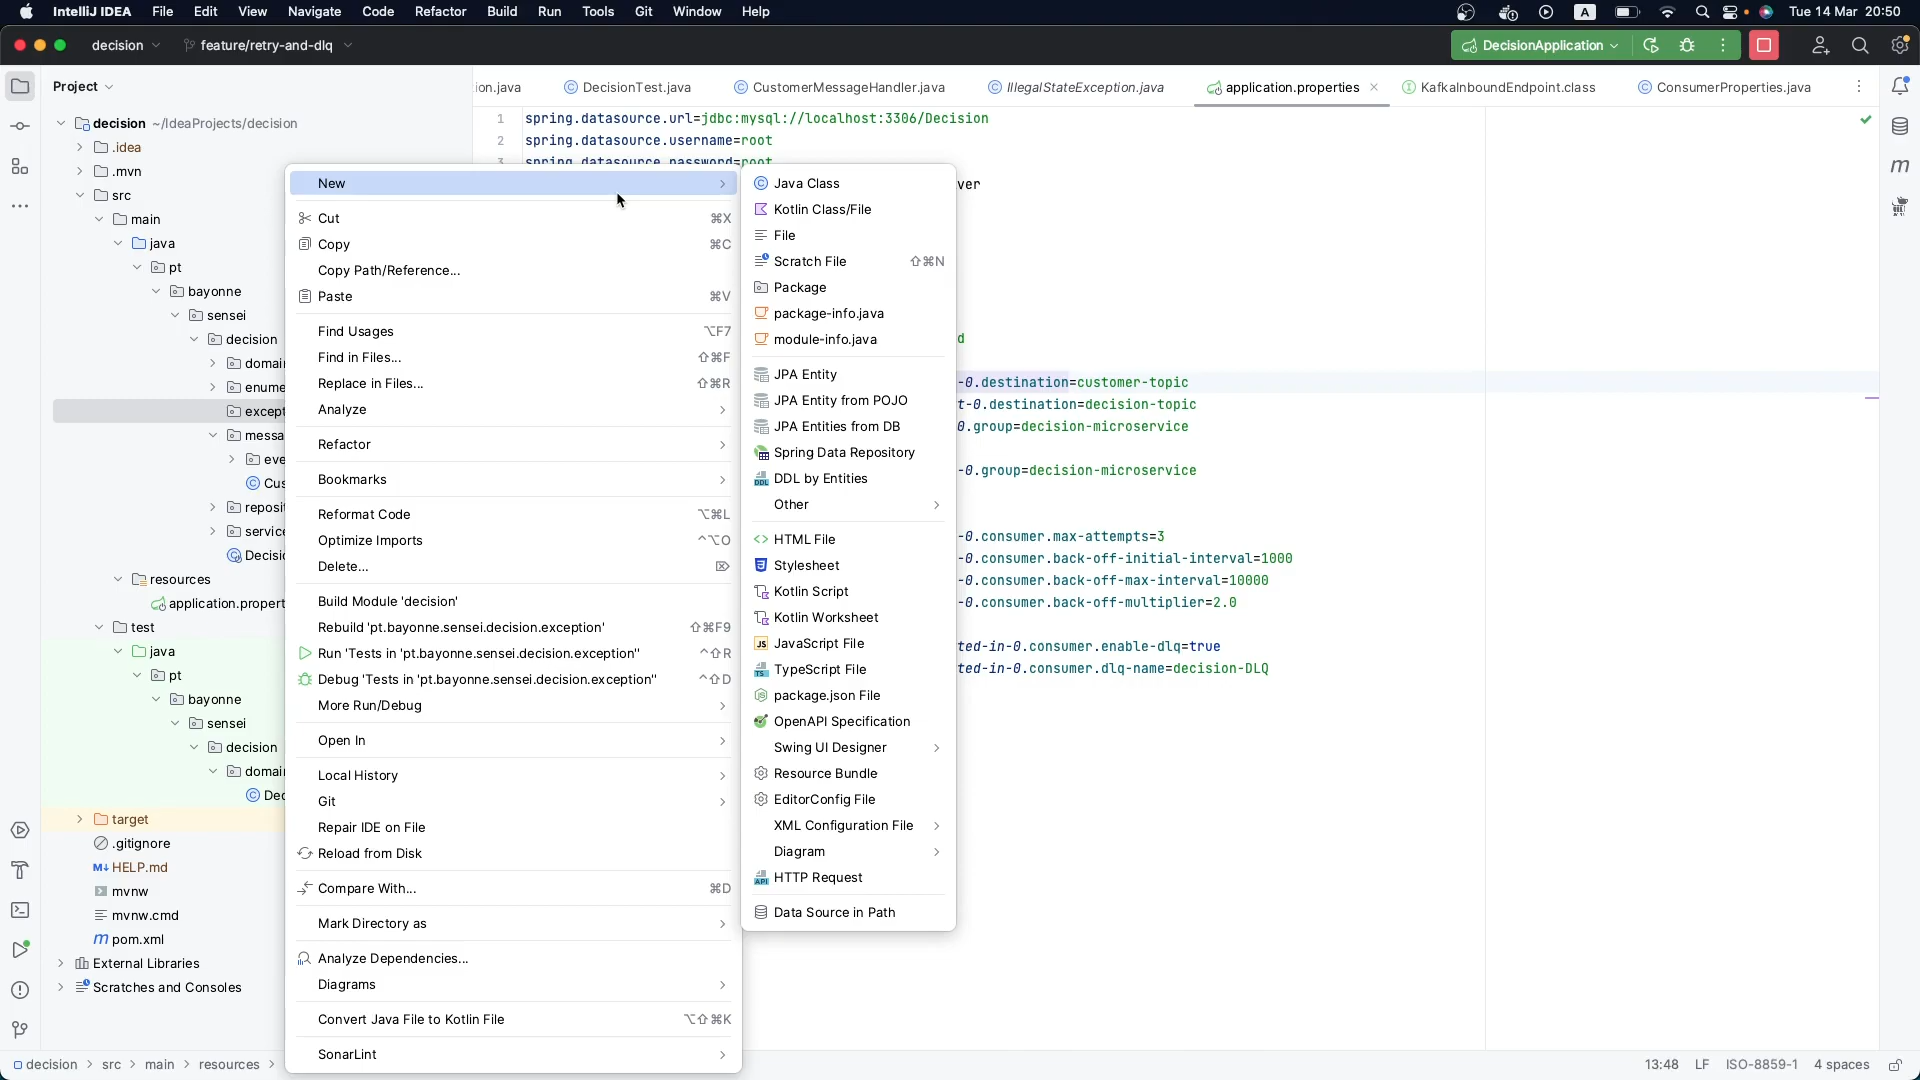 IntelliJ IDEA File Edit View Navigate Code Refactor Build Run Tools Git Window Help A Tue 14 Mar 20:50
decision feature/retry-and-dlq DecisionApplication
Project
ion.java DecisionTest.java CustomerMessageHandler.java IllegalStateException.java application.properties KafkaInboundEndpoint.class ConsumerProperties.java
decision ~/IdeaProjects/decision
.idea
.mvn
src
main
java
pt
bayonne
sensei
decision
domai
enume
except
messa
eve
Cus
reposit
service
Decisio
resources
application.propert
test
java
pt
bayonne
sensei
decision
domai
Dec
target
.gitignore
HELP.md
mvnw
mvnw.cmd
pom.xml
External Libraries
Scratches and Consoles
New
Cut ⌘X
Copy ⌘C
Copy Path/Reference...
Paste ⌘V
Find Usages ⌥F7
Find in Files... ⇧⌘F
Replace in Files... ⇧⌘R
Analyze
Refactor
Bookmarks
Reformat Code ⌥⌘L
Optimize Imports ^⌥O
Delete... ⌦
Build Module 'decision'
Rebuild 'pt.bayonne.sensei.decision.exception' ⇧⌘F9
Run 'Tests in 'pt.bayonne.sensei.decision.exception'' ^⇧R
Debug 'Tests in 'pt.bayonne.sensei.decision.exception'' ^⇧D
More Run/Debug
Open In
Local History
Git
Repair IDE on File
Reload from Disk
Compare With... ⌘D
Mark Directory as
Analyze Dependencies...
Diagrams
Convert Java File to Kotlin File ⌥⇧⌘K
SonarLint
Java Class
Kotlin Class/File
File
Scratch File ⇧⌘N
Package
package-info.java
module-info.java
JPA Entity
JPA Entity from POJO
JPA Entities from DB
Spring Data Repository
DDL by Entities
Other
HTML File
Stylesheet
Kotlin Script
Kotlin Worksheet
JavaScript File
TypeScript File
package.json File
OpenAPI Specification
Swing UI Designer
Resource Bundle
EditorConfig File
XML Configuration File
Diagram
HTTP Request
Data Source in Path
1 spring.datasource.url=jdbc:mysql://localhost:3306/Decision
2 spring.datasource.username=root
3 spring.datasource.password=root
ver
d
-0.destination=customer-topic
t-0.destination=decision-topic
0.group=decision-microservice
-0.group=decision-microservice
-0.consumer.max-attempts=3
-0.consumer.back-off-initial-interval=1000
-0.consumer.back-off-max-interval=10000
-0.consumer.back-off-multiplier=2.0
ted-in-0.consumer.enable-dlq=true
ted-in-0.consumer.dlq-name=decision-DLQ
decision > src > main > resources > 13:48 LF ISO-8859-1 4 spaces